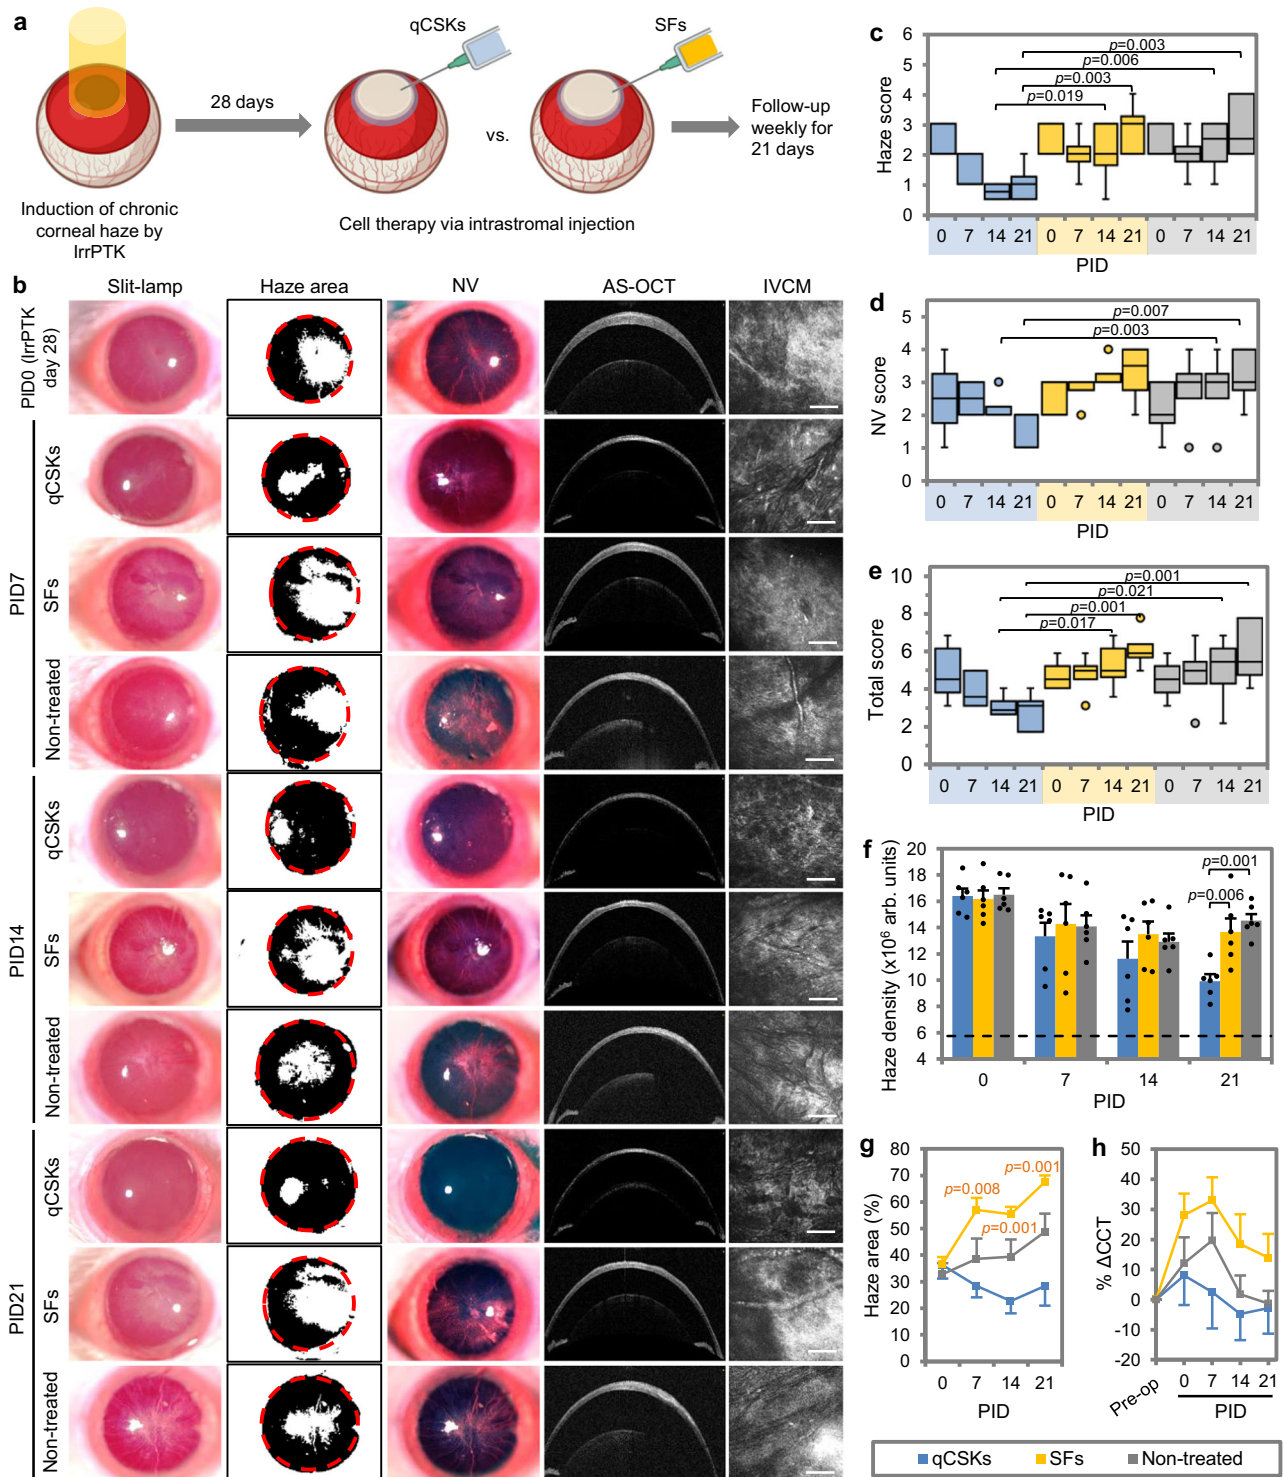 a
qCSKs
SFs
28 days
vs.
Follow-up
weekly for
21 days
Induction of chronic
corneal haze by
IrrPTK
Cell therapy via intrastromal injection
b
Slit-lamp
Haze area
NV
AS-OCT
IVCM
PID0 (IrrPTK
day 28)
PID7
qCSKs
SFs
Non-treated
PID14
qCSKs
SFs
Non-treated
PID21
qCSKs
SFs
Non-treated
c
Haze score
6
5
4
3
2
1
0
p=0.003
p=0.006
p=0.003
p=0.019
0 7 14 21 0 7 14 21 0 7 14 21
PID
d
NV score
5
4
3
2
1
0
p=0.007
p=0.003
0 7 14 21 0 7 14 21 0 7 14 21
PID
e
Total score
10
8
6
4
2
0
p=0.001
p=0.021
p=0.001
p=0.017
0 7 14 21 0 7 14 21 0 7 14 21
PID
f
Haze density (x10⁶ arb. units)
20
18
16
14
12
10
8
6
4
p=0.001
p=0.006
0 7 14 21
PID
g
Haze area (%)
80
70
60
50
40
30
20
10
0
p=0.001
p=0.008
p=0.001
0 7 14 21
PID
h
% ΔCCT
50
40
30
20
10
0
-10
-20
Pre-op 0 7 14 21
PID
qCSKs SFs Non-treated